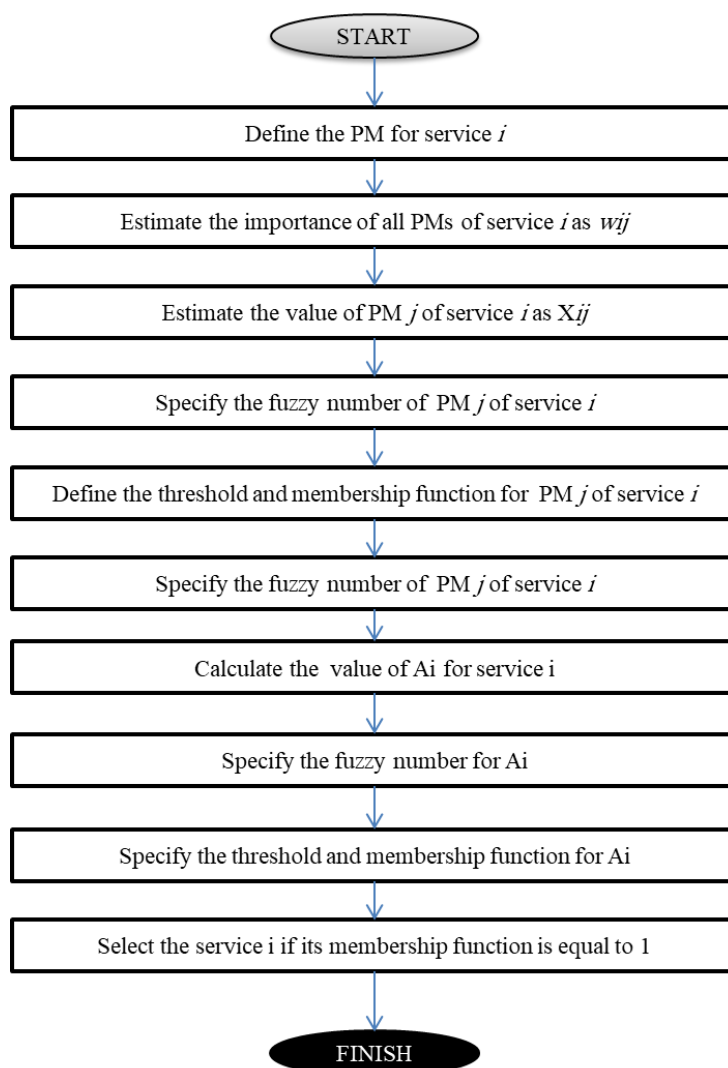 START
Define the PM for service i
Estimate the importance of all PMs of service i as wij
Estimate the value of PM j of service i as Xij
Specify the fuzzy number of PM j of service i
Define the threshold and membership function for PM j of service i
Specify the fuzzy number of PM j of service i
Calculate the value of Ai for service i
Specify the fuzzy number for Ai
Specify the threshold and membership function for Ai
Select the service i if its membership function is equal to 1
FINISH